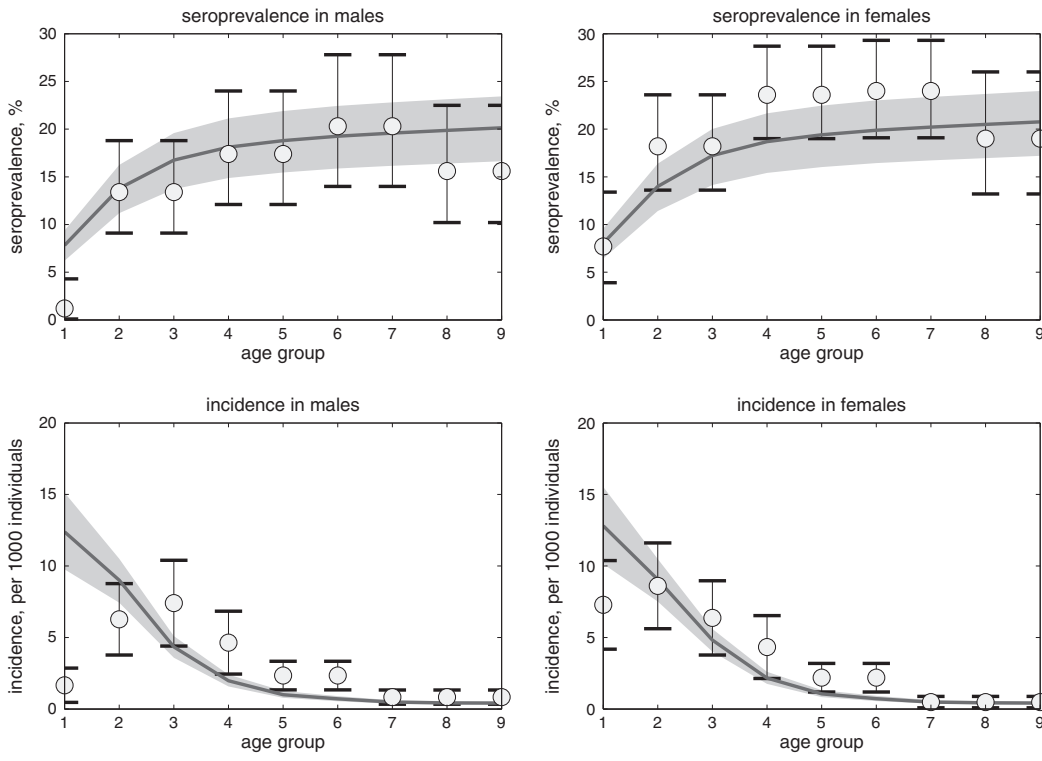 seroprevalence in males
seroprevalence, %
30
25
20
15
10
5
0
1 2 3 4 5 6 7 8 9
age group
seroprevalence in females
seroprevalence, %
30
25
20
15
10
5
0
1 2 3 4 5 6 7 8 9
age group
incidence in males
incidence, per 1000 individuals
20
15
10
5
0
1 2 3 4 5 6 7 8 9
age group
incidence in females
incidence, per 1000 individuals
20
15
10
5
0
1 2 3 4 5 6 7 8 9
age group